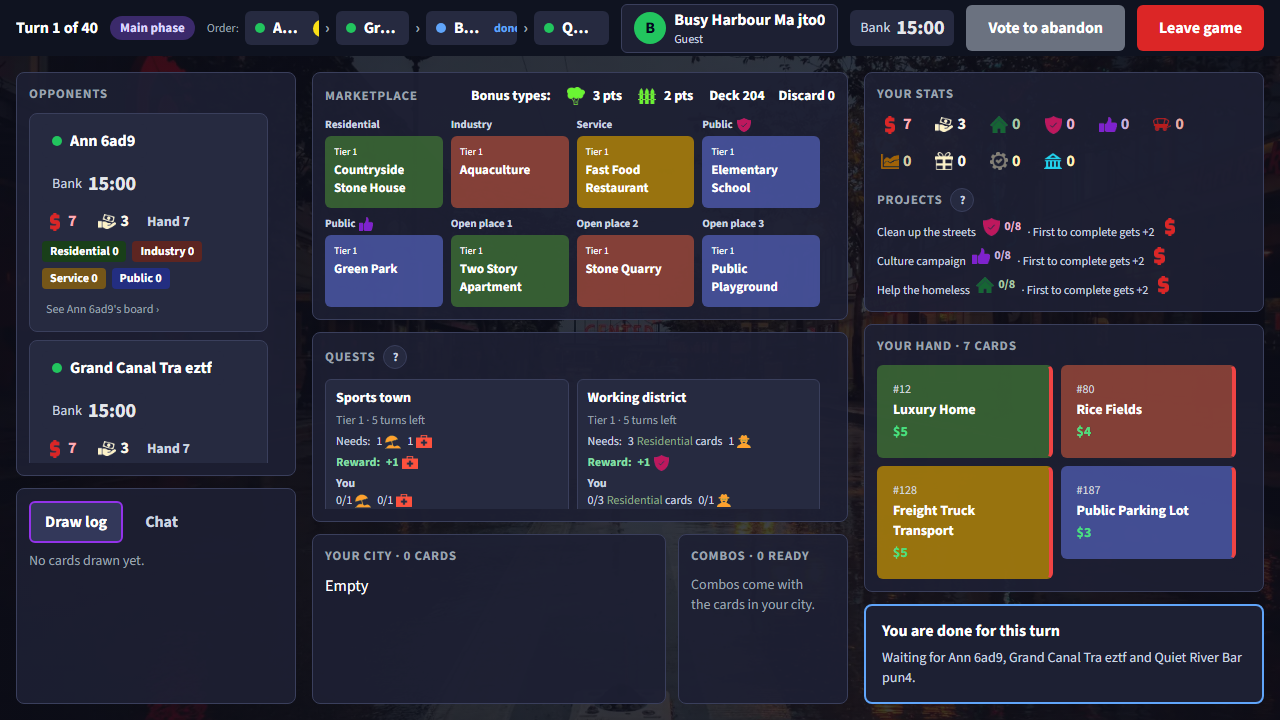 Turn 1 of 40
Main phase
Order:
A...
Gr...
B...
done
Q...
B
Busy Harbour Ma jto0
Guest
Bank 15:00
Vote to abandon
Leave game
OPPONENTS
Ann 6ad9
Bank 15:00
7 3 Hand 7
Residential 0 Industry 0
Service 0 Public 0
See Ann 6ad9's board ›
Grand Canal Tra eztf
Bank 15:00
7 3 Hand 7
Draw log
Chat
No cards drawn yet.
MARKETPLACE
Bonus types: 3 pts 2 pts Deck 204 Discard 0
Residential
Tier 1
Countryside
Stone House
Industry
Tier 1
Aquaculture
Service
Tier 1
Fast Food
Restaurant
Public
Tier 1
Elementary
School
Public
Tier 1
Green Park
Open place 1
Tier 1
Two Story
Apartment
Open place 2
Tier 1
Stone Quarry
Open place 3
Tier 1
Public
Playground
QUESTS ?
Sports town
Tier 1 · 5 turns left
Needs: 1 1
Reward: +1
You
0/1 0/1
Working district
Tier 1 · 5 turns left
Needs: 3 Residential cards 1
Reward: +1
You
0/3 Residential cards 0/1
YOUR CITY · 0 CARDS
Empty
COMBOS · 0 READY
Combos come with
the cards in your city.
YOUR STATS
7 3 0 0 0 0
0 0 0 0
PROJECTS ?
Clean up the streets 0/8 · First to complete gets +2
Culture campaign 0/8 · First to complete gets +2
Help the homeless 0/8 · First to complete gets +2
YOUR HAND · 7 CARDS
#12
Luxury Home
$5
#80
Rice Fields
$4
#128
Freight Truck
Transport
$5
#187
Public Parking Lot
$3
You are done for this turn
Waiting for Ann 6ad9, Grand Canal Tra eztf and Quiet River Bar
pun4.